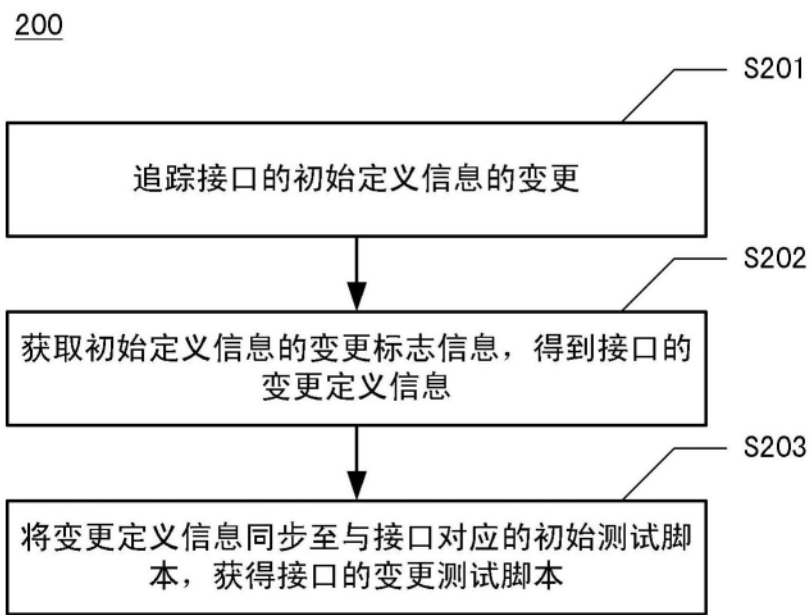 200
S201
追踪接口的初始定义信息的变更
S202
获取初始定义信息的变更标志信息，得到接口的
变更定义信息
S203
将变更定义信息同步至与接口对应的初始测试脚
本，获得接口的变更测试脚本